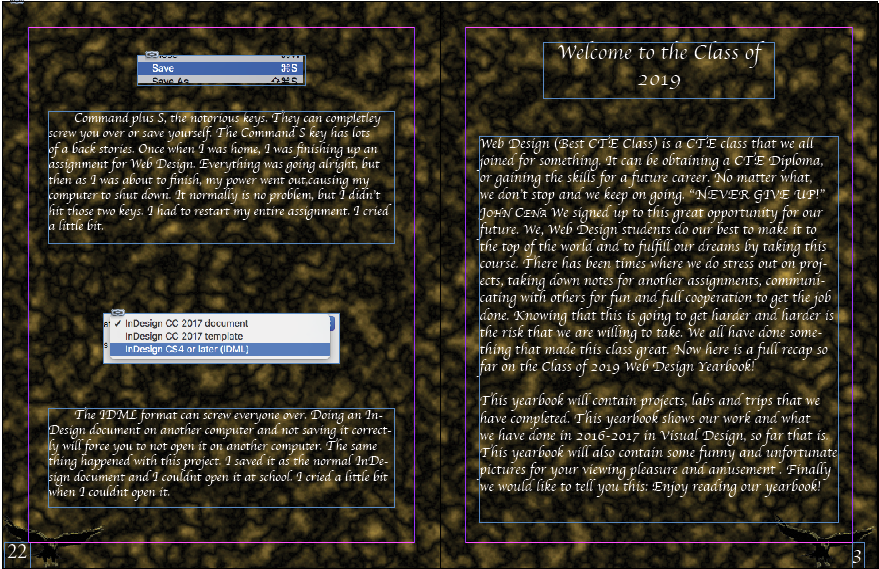 Save ⌘S
Save As ⇧⌘S
Command plus S, the notorious keys. They can completley
screw you over or save yourself. The Command S key has lots
of a back stories. Once when I was home, I was finishing up an
assignment for Web Design. Everything was going alright, but
then as I was about to finish, my power went out,causing my
computer to shut down. It normally is no problem, but I didn't
hit those two keys. I had to restart my entire assignment. I cried
a little bit.
✓ InDesign CC 2017 document
InDesign CC 2017 template
InDesign CS4 or later (IDML)
The IDML format can screw everyone over. Doing an In-
Design document on another computer and not saving it correct-
ly will force you to not open it on another computer. The same
thing happened with this project. I saved it as the normal InDe-
sign document and I couldnt open it at school. I cried a little bit
when I couldnt open it.
22
Welcome to the Class of
2019
Web Design (Best CTE Class) is a CTE class that we all
joined for something. It can be obtaining a CTE Diploma,
or gaining the skills for a future career. No matter what,
we don't stop and we keep on going. "NEVER GIVE UP!"
JOHN CENA We signed up to this great opportunity for our
future. We, Web Design students do our best to make it to
the top of the world and to fulfill our dreams by taking this
course. There has been times where we do stress out on proj-
ects, taking down notes for another assignments, communi-
cating with others for fun and full cooperation to get the job
done. Knowing that this is going to get harder and harder is
the risk that we are willing to take. We all have done some-
thing that made this class great. Now here is a full recap so
far on the Class of 2019 Web Design Yearbook!
This yearbook will contain projects, labs and trips that we
have completed. This yearbook shows our work and what
we have done in 2016-2017 in Visual Design, so far that is.
This yearbook will also contain some funny and unfortunate
pictures for your viewing pleasure and amusement . Finally
we would like to tell you this: Enjoy reading our yearbook!
3